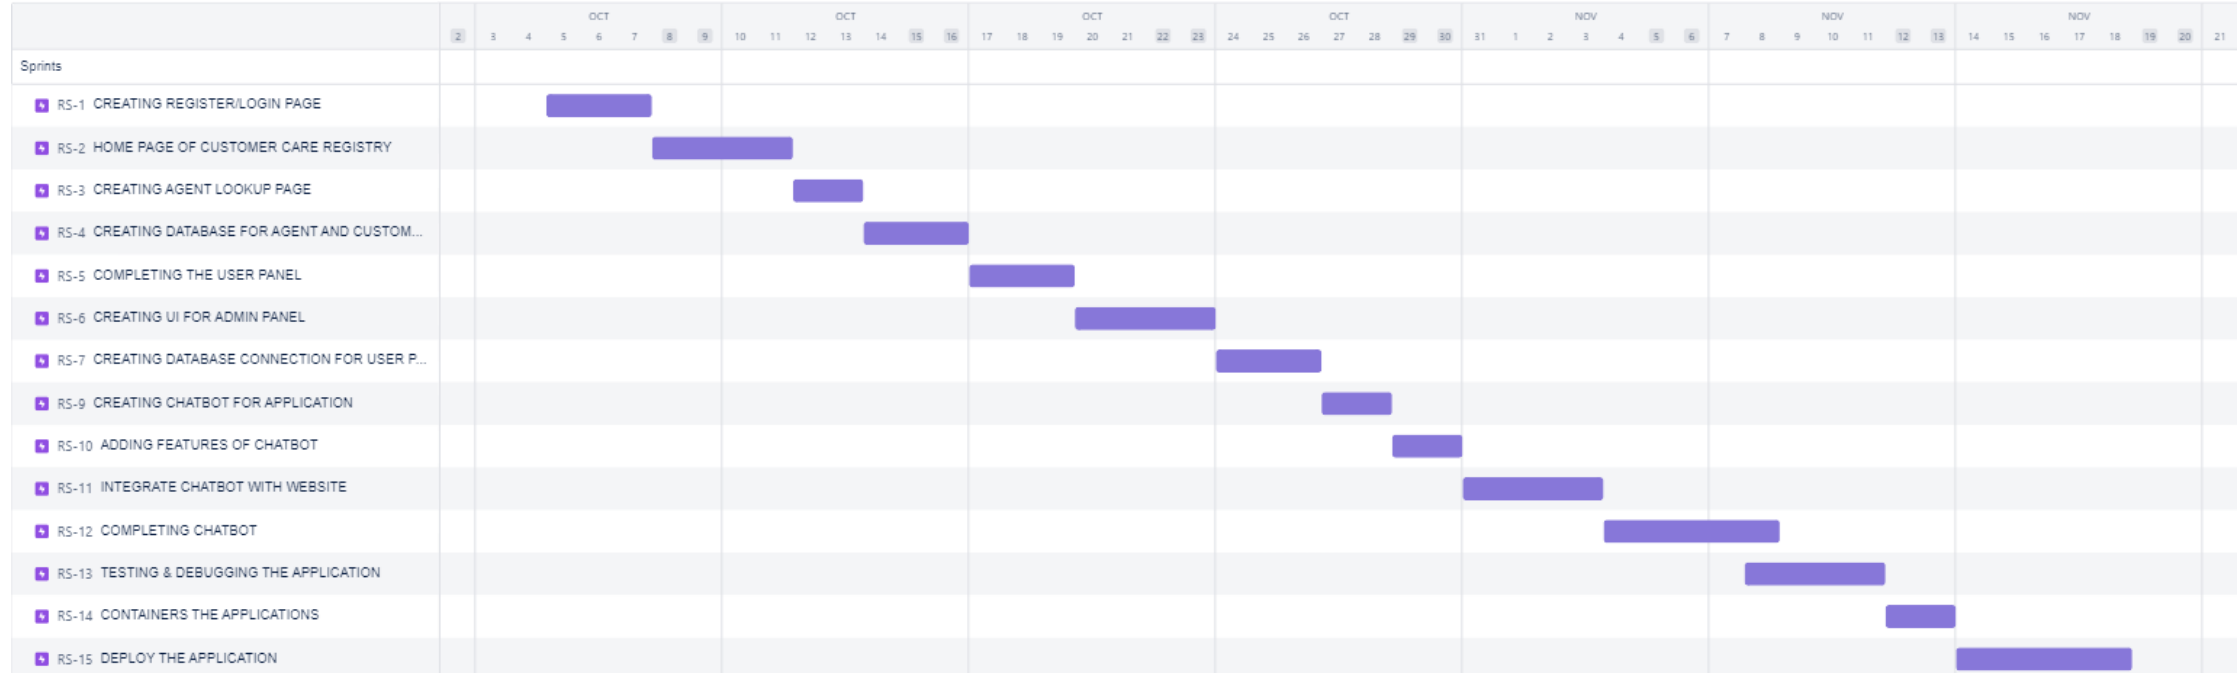 OCT OCT OCT OCT NOV NOV NOV
2 3 4 5 6 7 8 9 10 11 12 13 14 15 16 17 18 19 20 21 22 23 24 25 26 27 28 29 30 31 1 2 3 4 5 6 7 8 9 10 11 12 13 14 15 16 17 18 19 20 21
Sprints
RS-1 CREATING REGISTER/LOGIN PAGE
RS-2 HOME PAGE OF CUSTOMER CARE REGISTRY
RS-3 CREATING AGENT LOOKUP PAGE
RS-4 CREATING DATABASE FOR AGENT AND CUSTOM...
RS-5 COMPLETING THE USER PANEL
RS-6 CREATING UI FOR ADMIN PANEL
RS-7 CREATING DATABASE CONNECTION FOR USER P...
RS-9 CREATING CHATBOT FOR APPLICATION
RS-10 ADDING FEATURES OF CHATBOT
RS-11 INTEGRATE CHATBOT WITH WEBSITE
RS-12 COMPLETING CHATBOT
RS-13 TESTING & DEBUGGING THE APPLICATION
RS-14 CONTAINERS THE APPLICATIONS
RS-15 DEPLOY THE APPLICATION